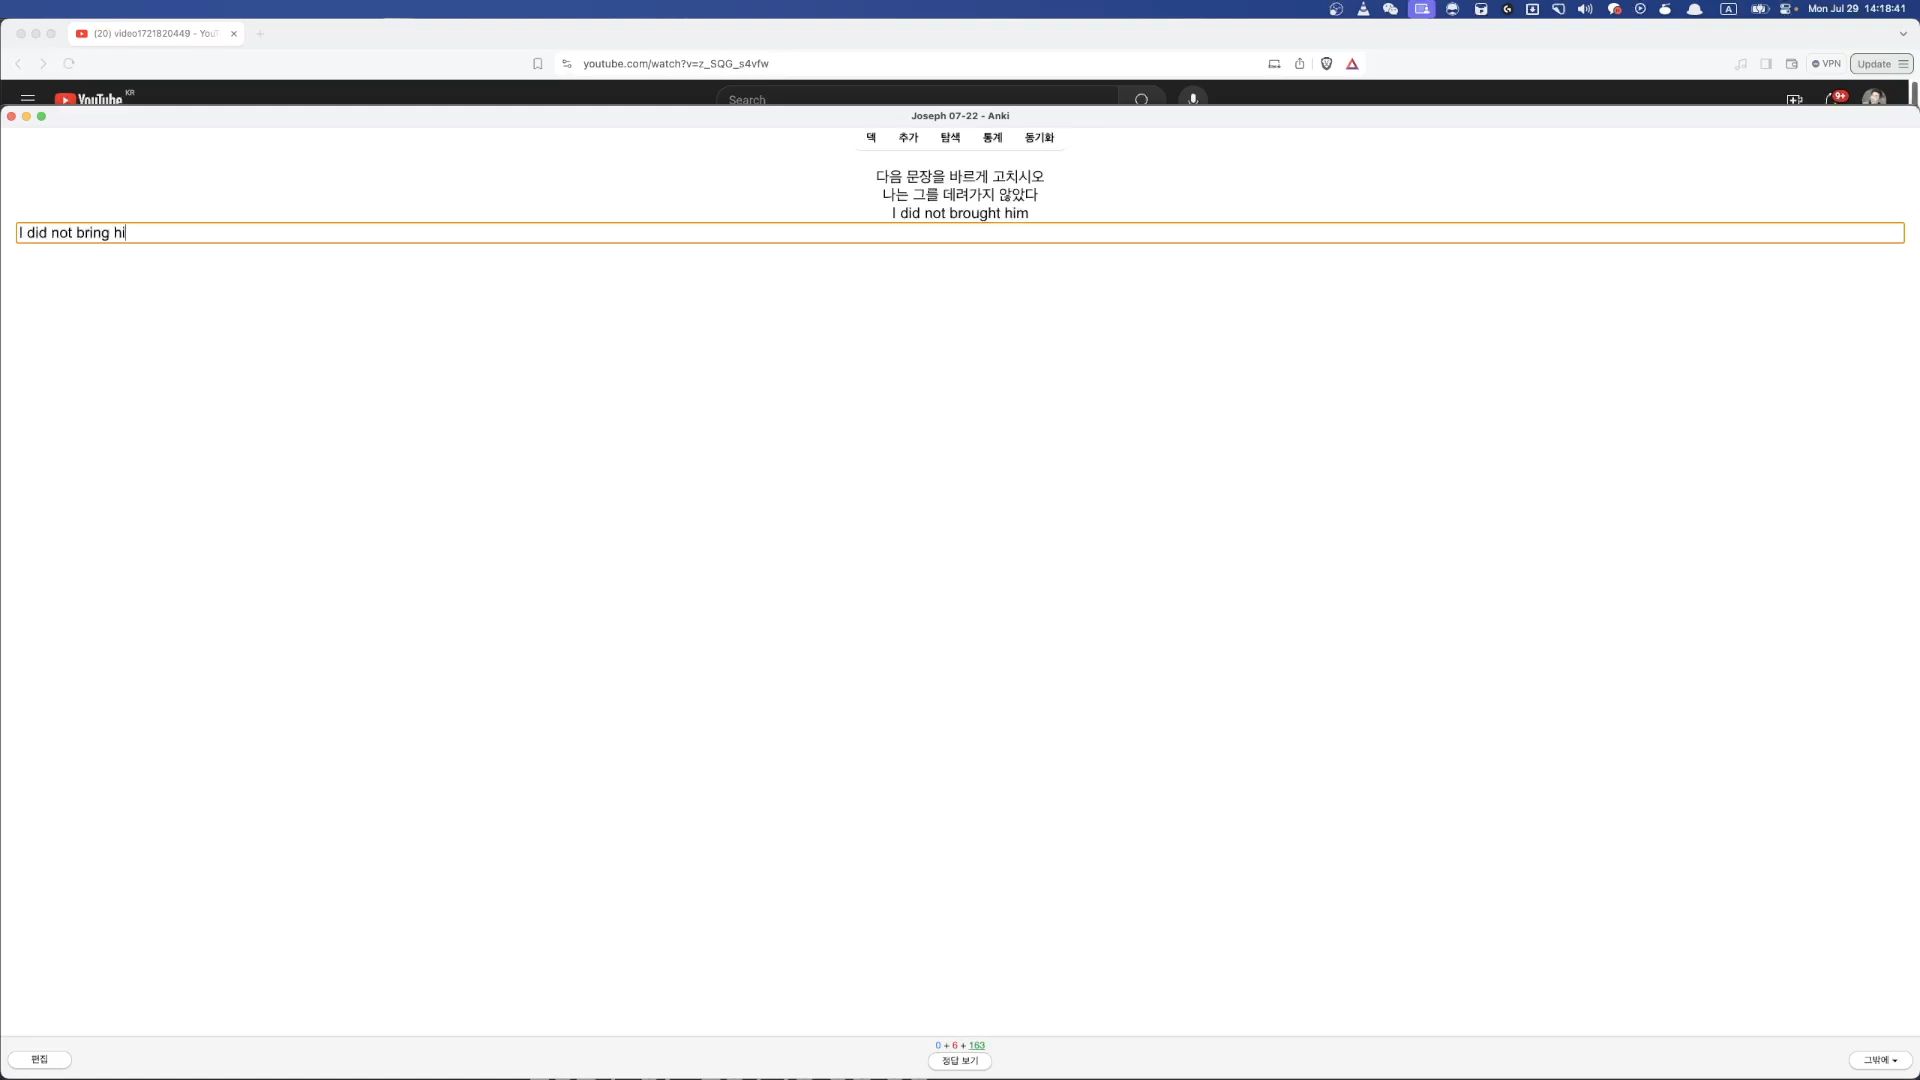 Mon Jul 29 14:18:41
(20) video1721820449 - YouT
youtube.com/watch?v=z_SQG_s4vfw
VPN
Update
YouTube KR
Search
9+
Joseph 07-22 - Anki
덱 추가 탐색 통계 동기화
다음 문장을 바르게 고치시오
나는 그를 데려가지 않았다
I did not brought him
I did not bring hi
0 + 6 + 163
편집
정답 보기
그밖에